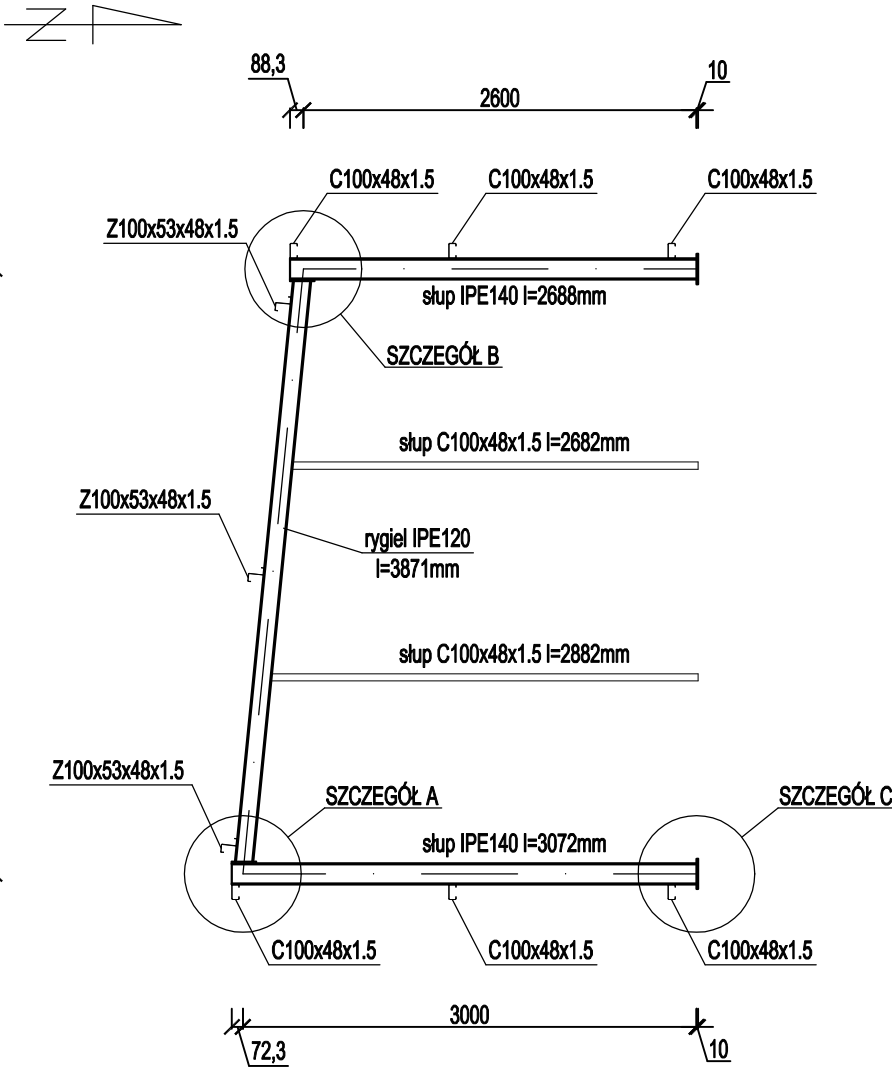 N
88,3
10
2600
C100x48x1.5
C100x48x1.5
C100x48x1.5
Z100x53x48x1.5
słup IPE140 l=2688mm
SZCZEGÓŁ B
słup C100x48x1.5 l=2682mm
Z100x53x48x1.5
rygiel IPE120
l=3871mm
słup C100x48x1.5 l=2882mm
Z100x53x48x1.5
SZCZEGÓŁ A
SZCZEGÓŁ C
słup IPE140 l=3072mm
C100x48x1.5
C100x48x1.5
C100x48x1.5
3000
72,3
10